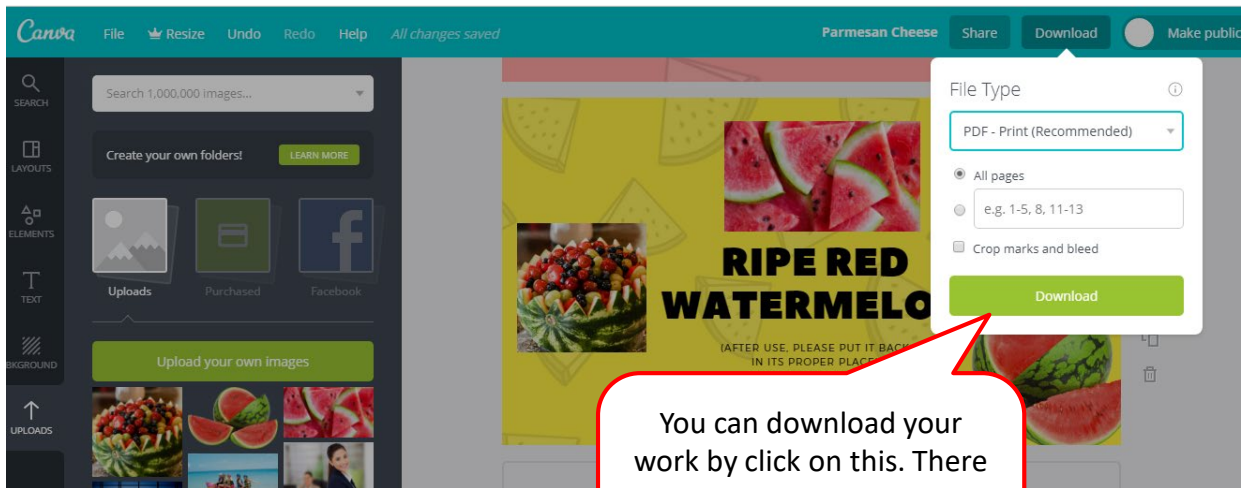 Canva File Resize Undo Redo Help All changes saved Parmesan Cheese Share Download Make public
SEARCH
LAYOUTS
ELEMENTS
TEXT
BKGROUND
UPLOADS
Search 1,000,000 images...
Create your own folders! LEARN MORE
Uploads Purchased Facebook
Upload your own images
RIPE RED
WATERMELO
(AFTER USE, PLEASE PUT IT BACK
IN ITS PROPER PLACE
File Type
PDF - Print (Recommended)
All pages
e.g. 1-5, 8, 11-13
Crop marks and bleed
Download
You can download your
work by click on this. There